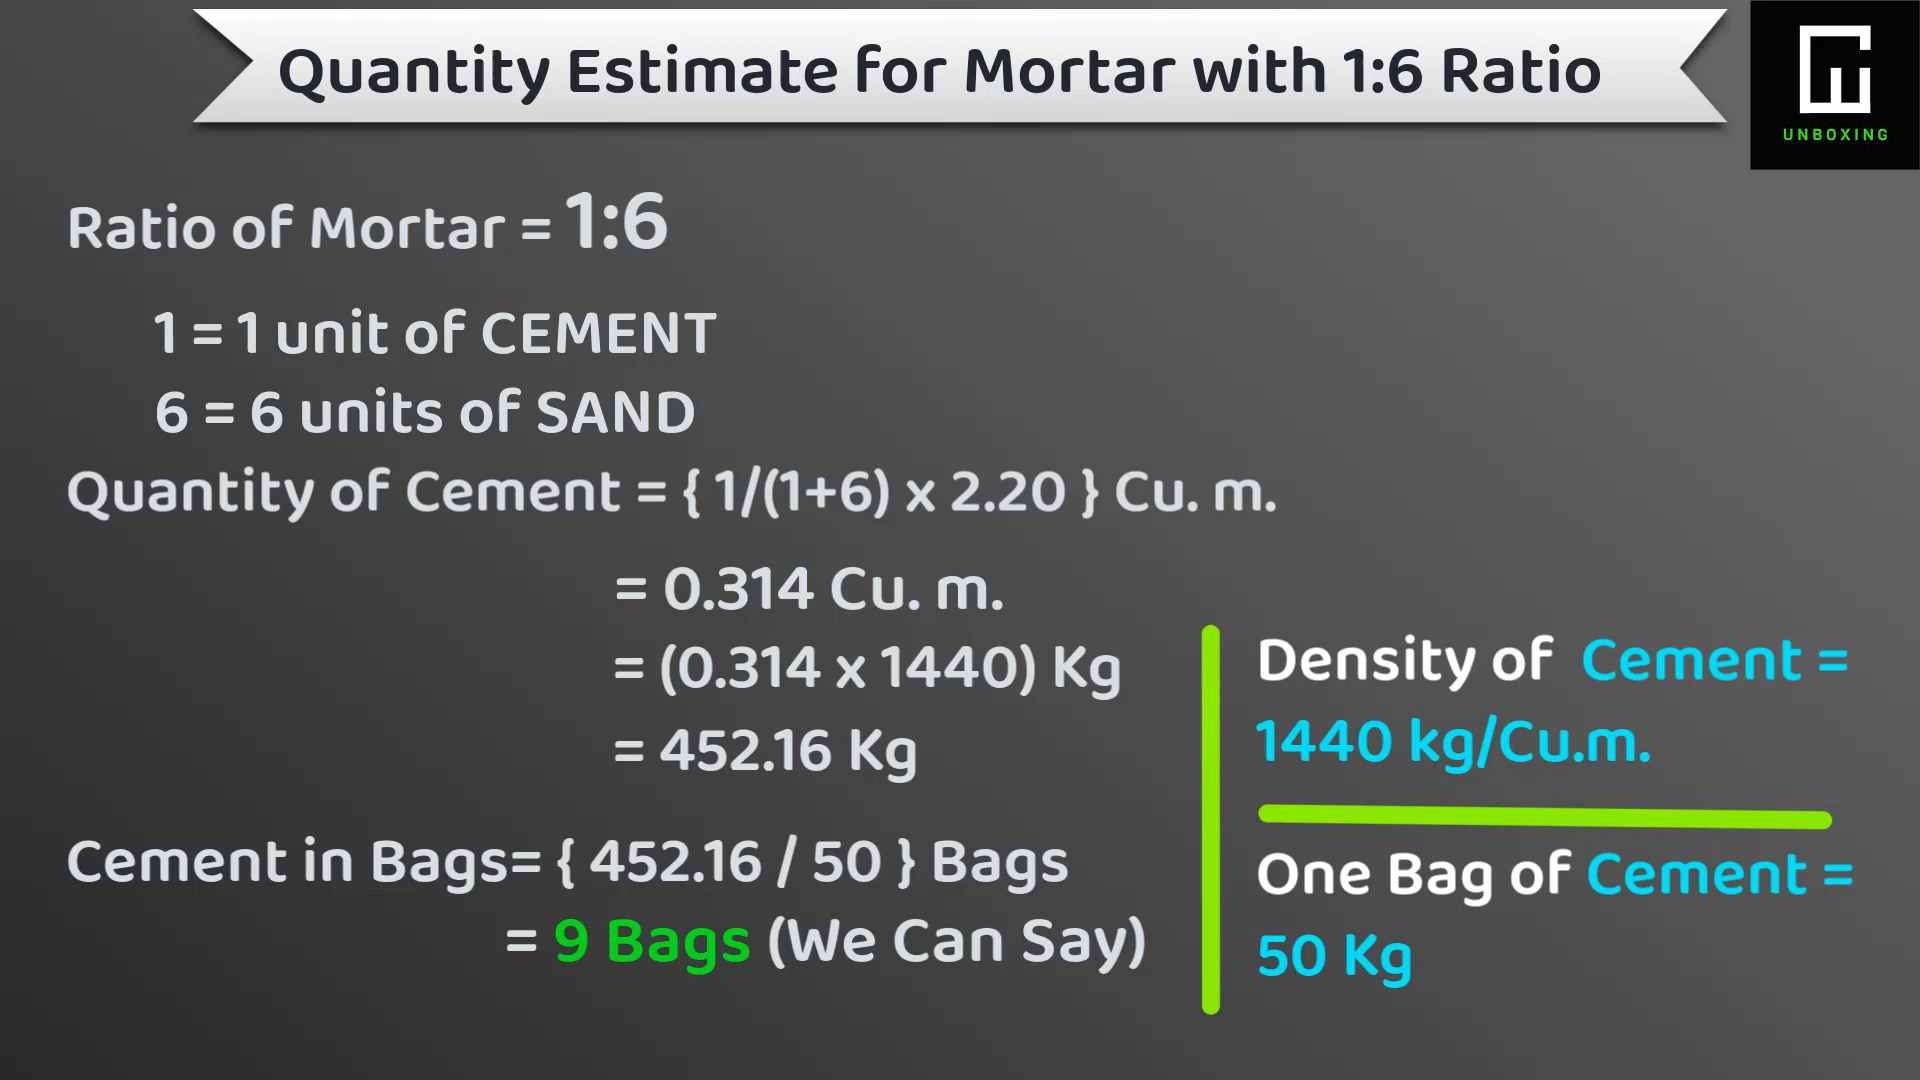 Quantity Estimate for Mortar with 1:6 Ratio
UNBOXING
Ratio of Mortar = 1:6
1 = 1 unit of CEMENT
6 = 6 units of SAND
Quantity of Cement = { 1/(1+6) x 2.20 } Cu. m.
= 0.314 Cu. m.
= (0.314 x 1440) Kg
= 452.16 Kg
Cement in Bags= { 452.16 / 50 } Bags
= 9 Bags (We Can Say)
Density of Cement =
1440 kg/Cu.m.
One Bag of Cement =
50 Kg